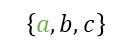 {a, b, c}